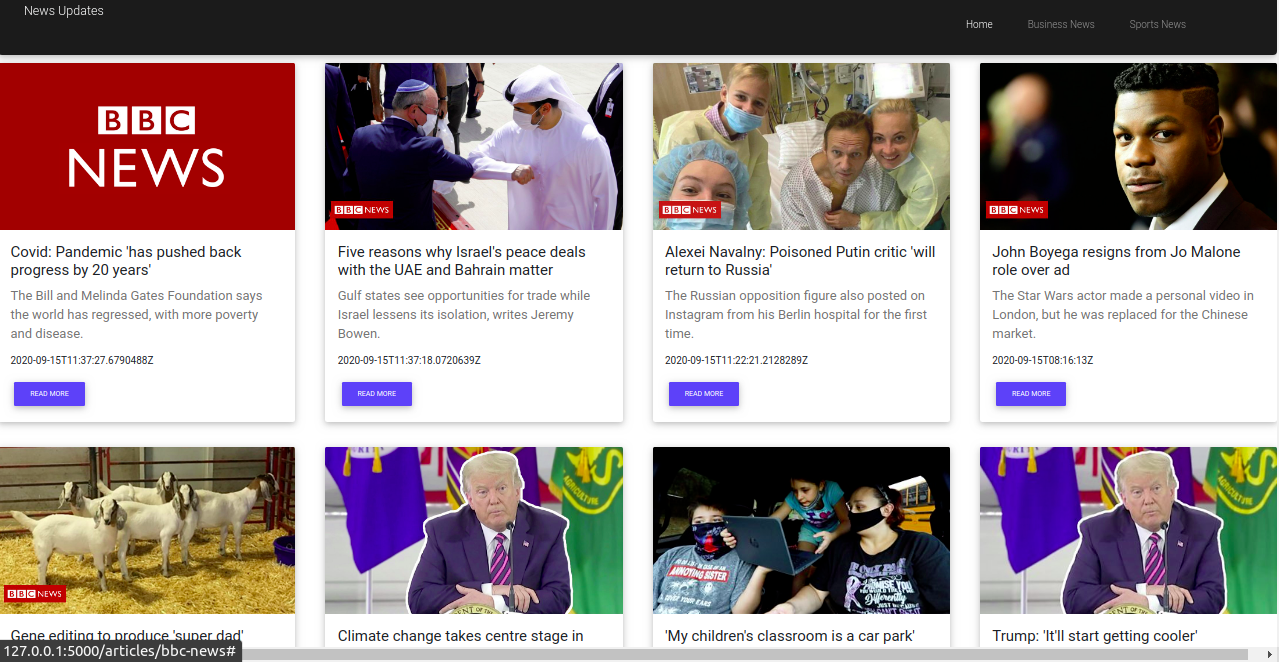 News Updates
Home
Business News
Sports News
BBC
NEWS
BBC NEWS
BBC NEWS
BBC NEWS
Covid: Pandemic 'has pushed back
progress by 20 years'
The Bill and Melinda Gates Foundation says
the world has regressed, with more poverty
and disease.
2020-09-15T11:37:27.6790488Z
READ MORE
Five reasons why Israel's peace deals
with the UAE and Bahrain matter
Gulf states see opportunities for trade while
Israel lessens its isolation, writes Jeremy
Bowen.
2020-09-15T11:37:18.0720639Z
READ MORE
Alexei Navalny: Poisoned Putin critic 'will
return to Russia'
The Russian opposition figure also posted on
Instagram from his Berlin hospital for the first
time.
2020-09-15T11:22:21.2128289Z
READ MORE
John Boyega resigns from Jo Malone
role over ad
The Star Wars actor made a personal video in
London, but he was replaced for the Chinese
market.
2020-09-15T08:16:13Z
READ MORE
BBC NEWS
AGRICULTURE
ANNOYING SISTER
PROMISE YOU
Differently
AGRICULTURE
Gene editing to produce 'super dad'
Climate change takes centre stage in
'My children's classroom is a car park'
Trump: 'It'll start getting cooler'
127.0.0.1:5000/articles/bbc-news#